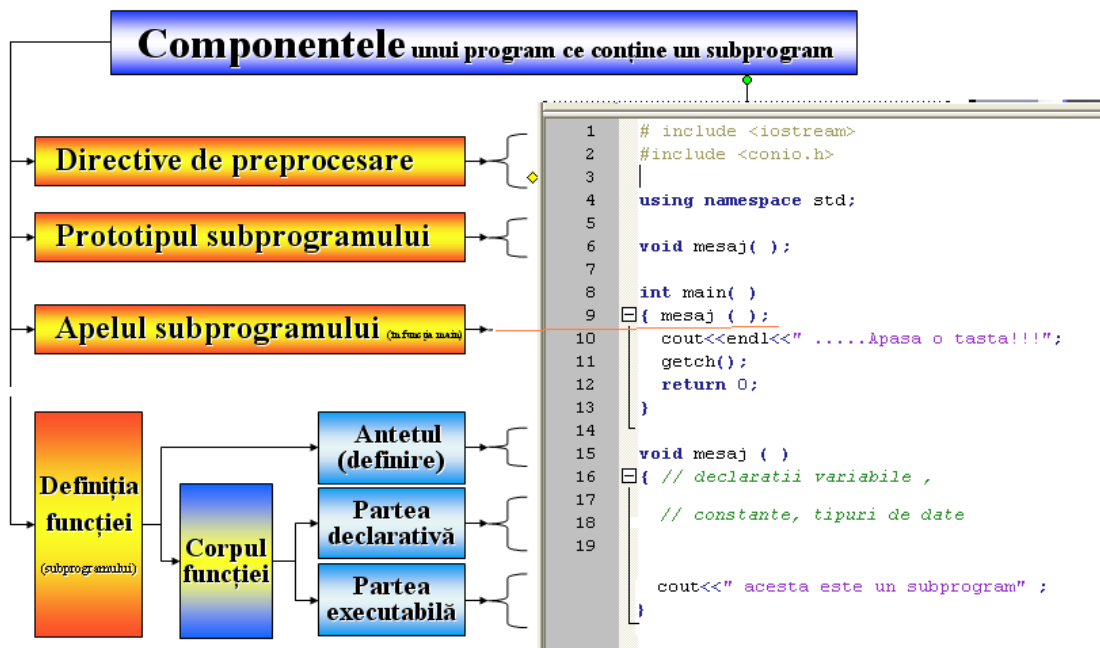 Componentele unui program ce conține un subprogram
Directive de preprocesare
Prototipul subprogramului
Apelul subprogramului (în funcția main)
Definiția
funcției
(subprogramului)
Corpul
funcției
Antetul
(definire)
Partea
declarativă
Partea
executabilă
1 # include <iostream>
2 #include <conio.h>
3
4 using namespace std;
5
6 void mesaj( );
7
8 int main( )
9 { mesaj ( );
10 cout<<endl<<" .....Apasa o tasta!!!";
11 getch();
12 return 0;
13 }
14
15 void mesaj ( )
16 { // declaratii variabile ,
17
18 // constante, tipuri de date
19
cout<<" acesta este un subprogram" ;
}